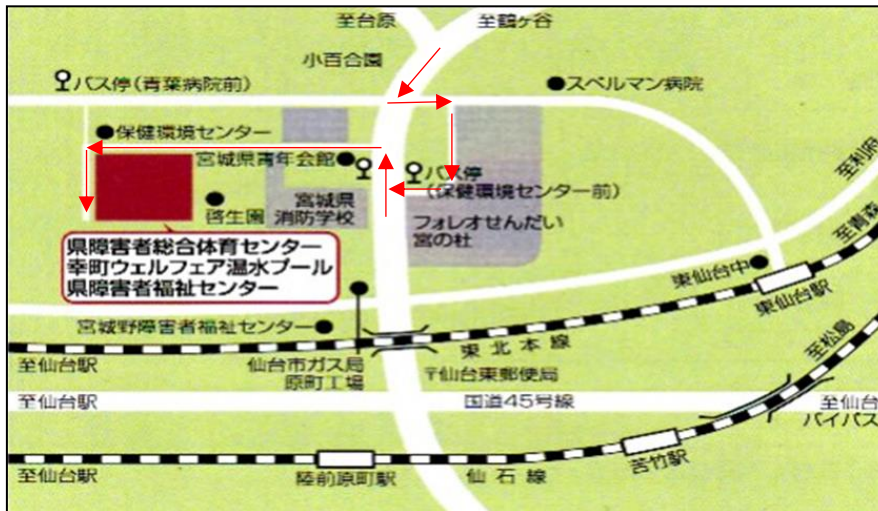 至台原
至鶴ヶ谷
小百合園
バス停(青葉病院前)
スペルマン病院
保健環境センター
宮城県青年会館
バス停
(保健環境センター前)
至利府
宮城県
消防学校
啓生園
フォレオせんだい
宮の杜
至青森
県障害者総合体育センター
幸町ウェルフェア温水プール
県障害者福祉センター
東仙台中
東仙台駅
宮城野障害者福祉センター
東北本線
至松島
至仙台駅
仙台市ガス局
原町工場
〒仙台東郵便局
至仙台駅
国道45号線
至仙台
バイパス
苦竹駅
至仙台駅
陸前原町駅
仙石線